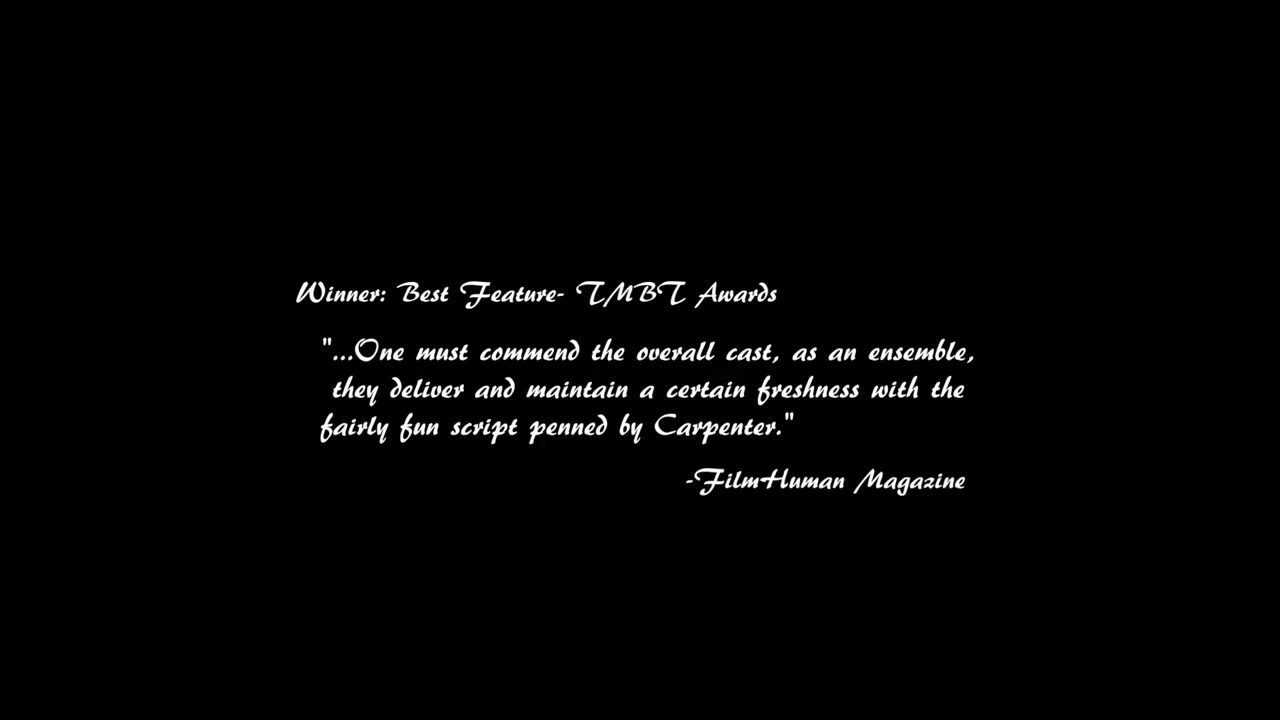 Winner: Best Feature- TMBT Awards
"...One must commend the overall cast, as an ensemble,
they deliver and maintain a certain freshness with the
fairly fun script penned by Carpenter."
-FilmHuman Magazine